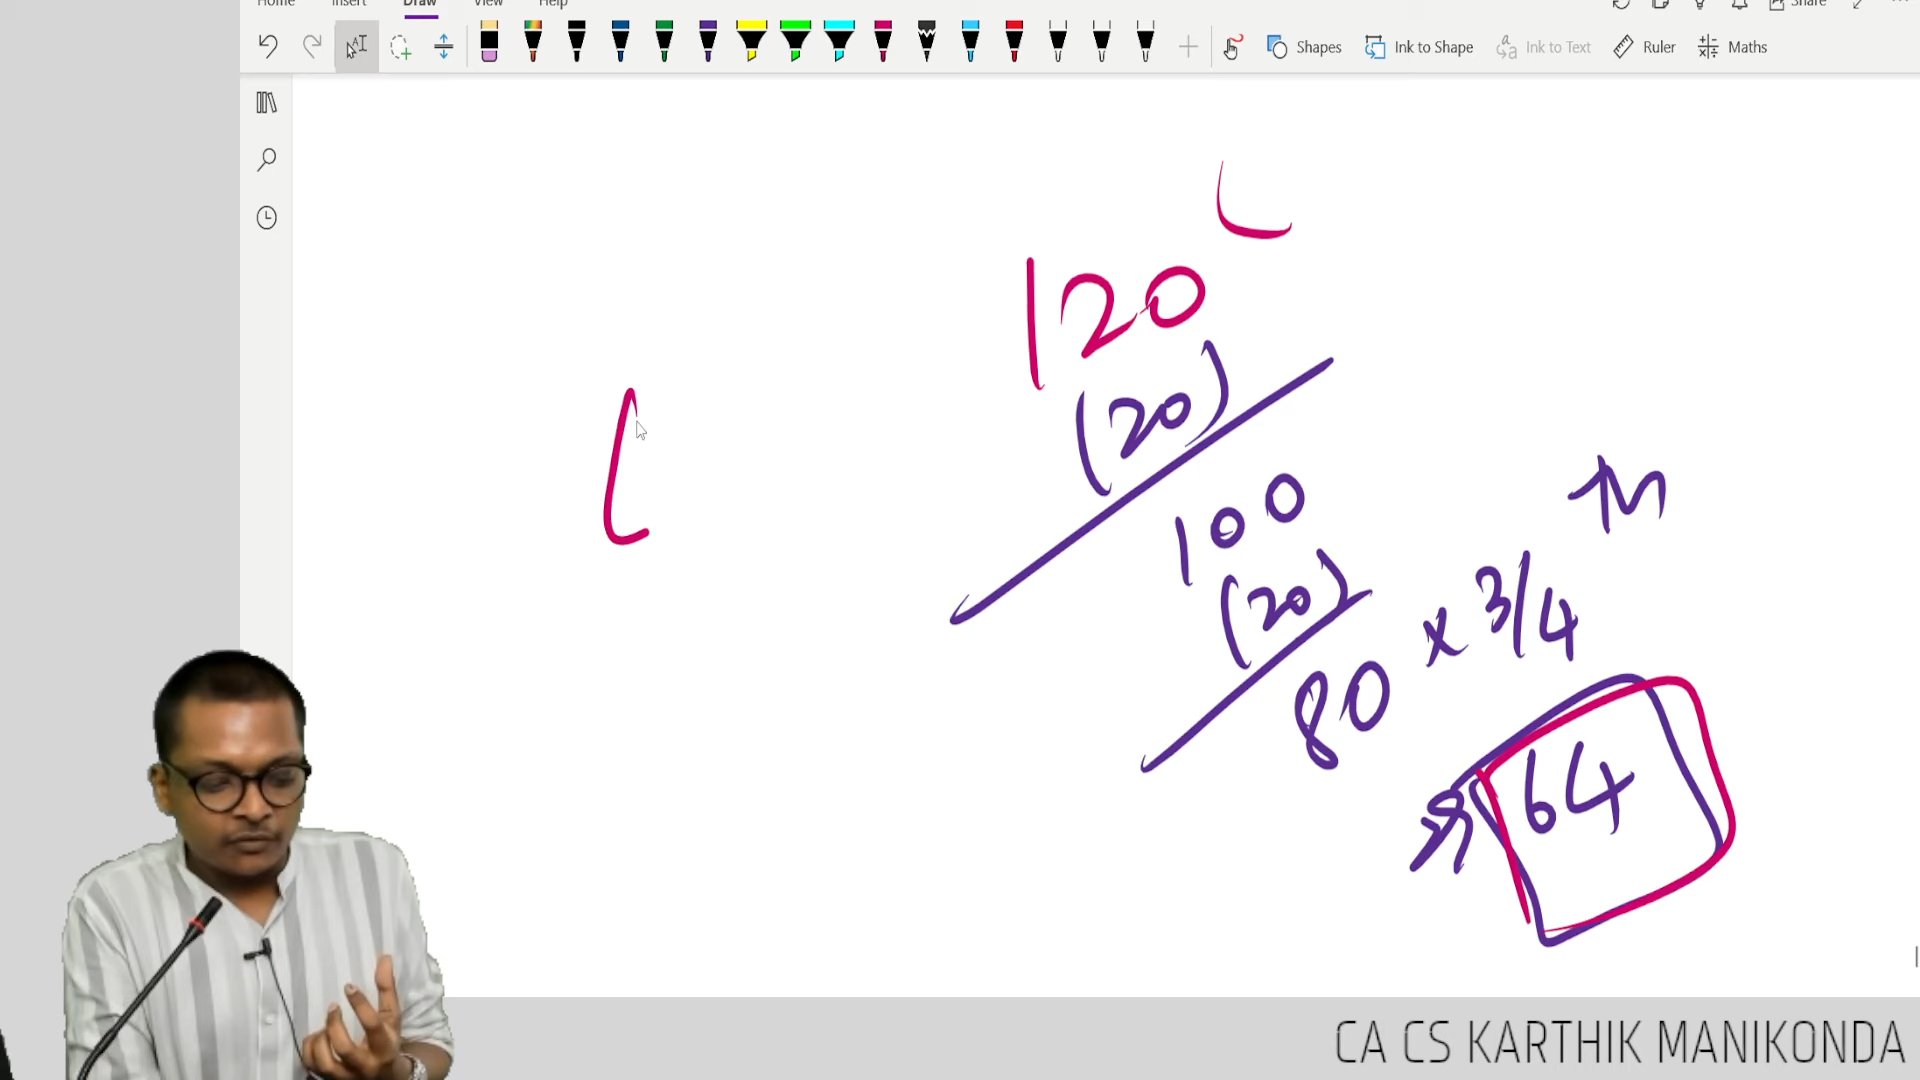 Home Insert Draw View Help Share
Shapes Ink to Shape Ink to Text Ruler Maths
120
(20)
100
(20)
80 x 3/4 th
64
CA CS KARTHIK MANIKONDA